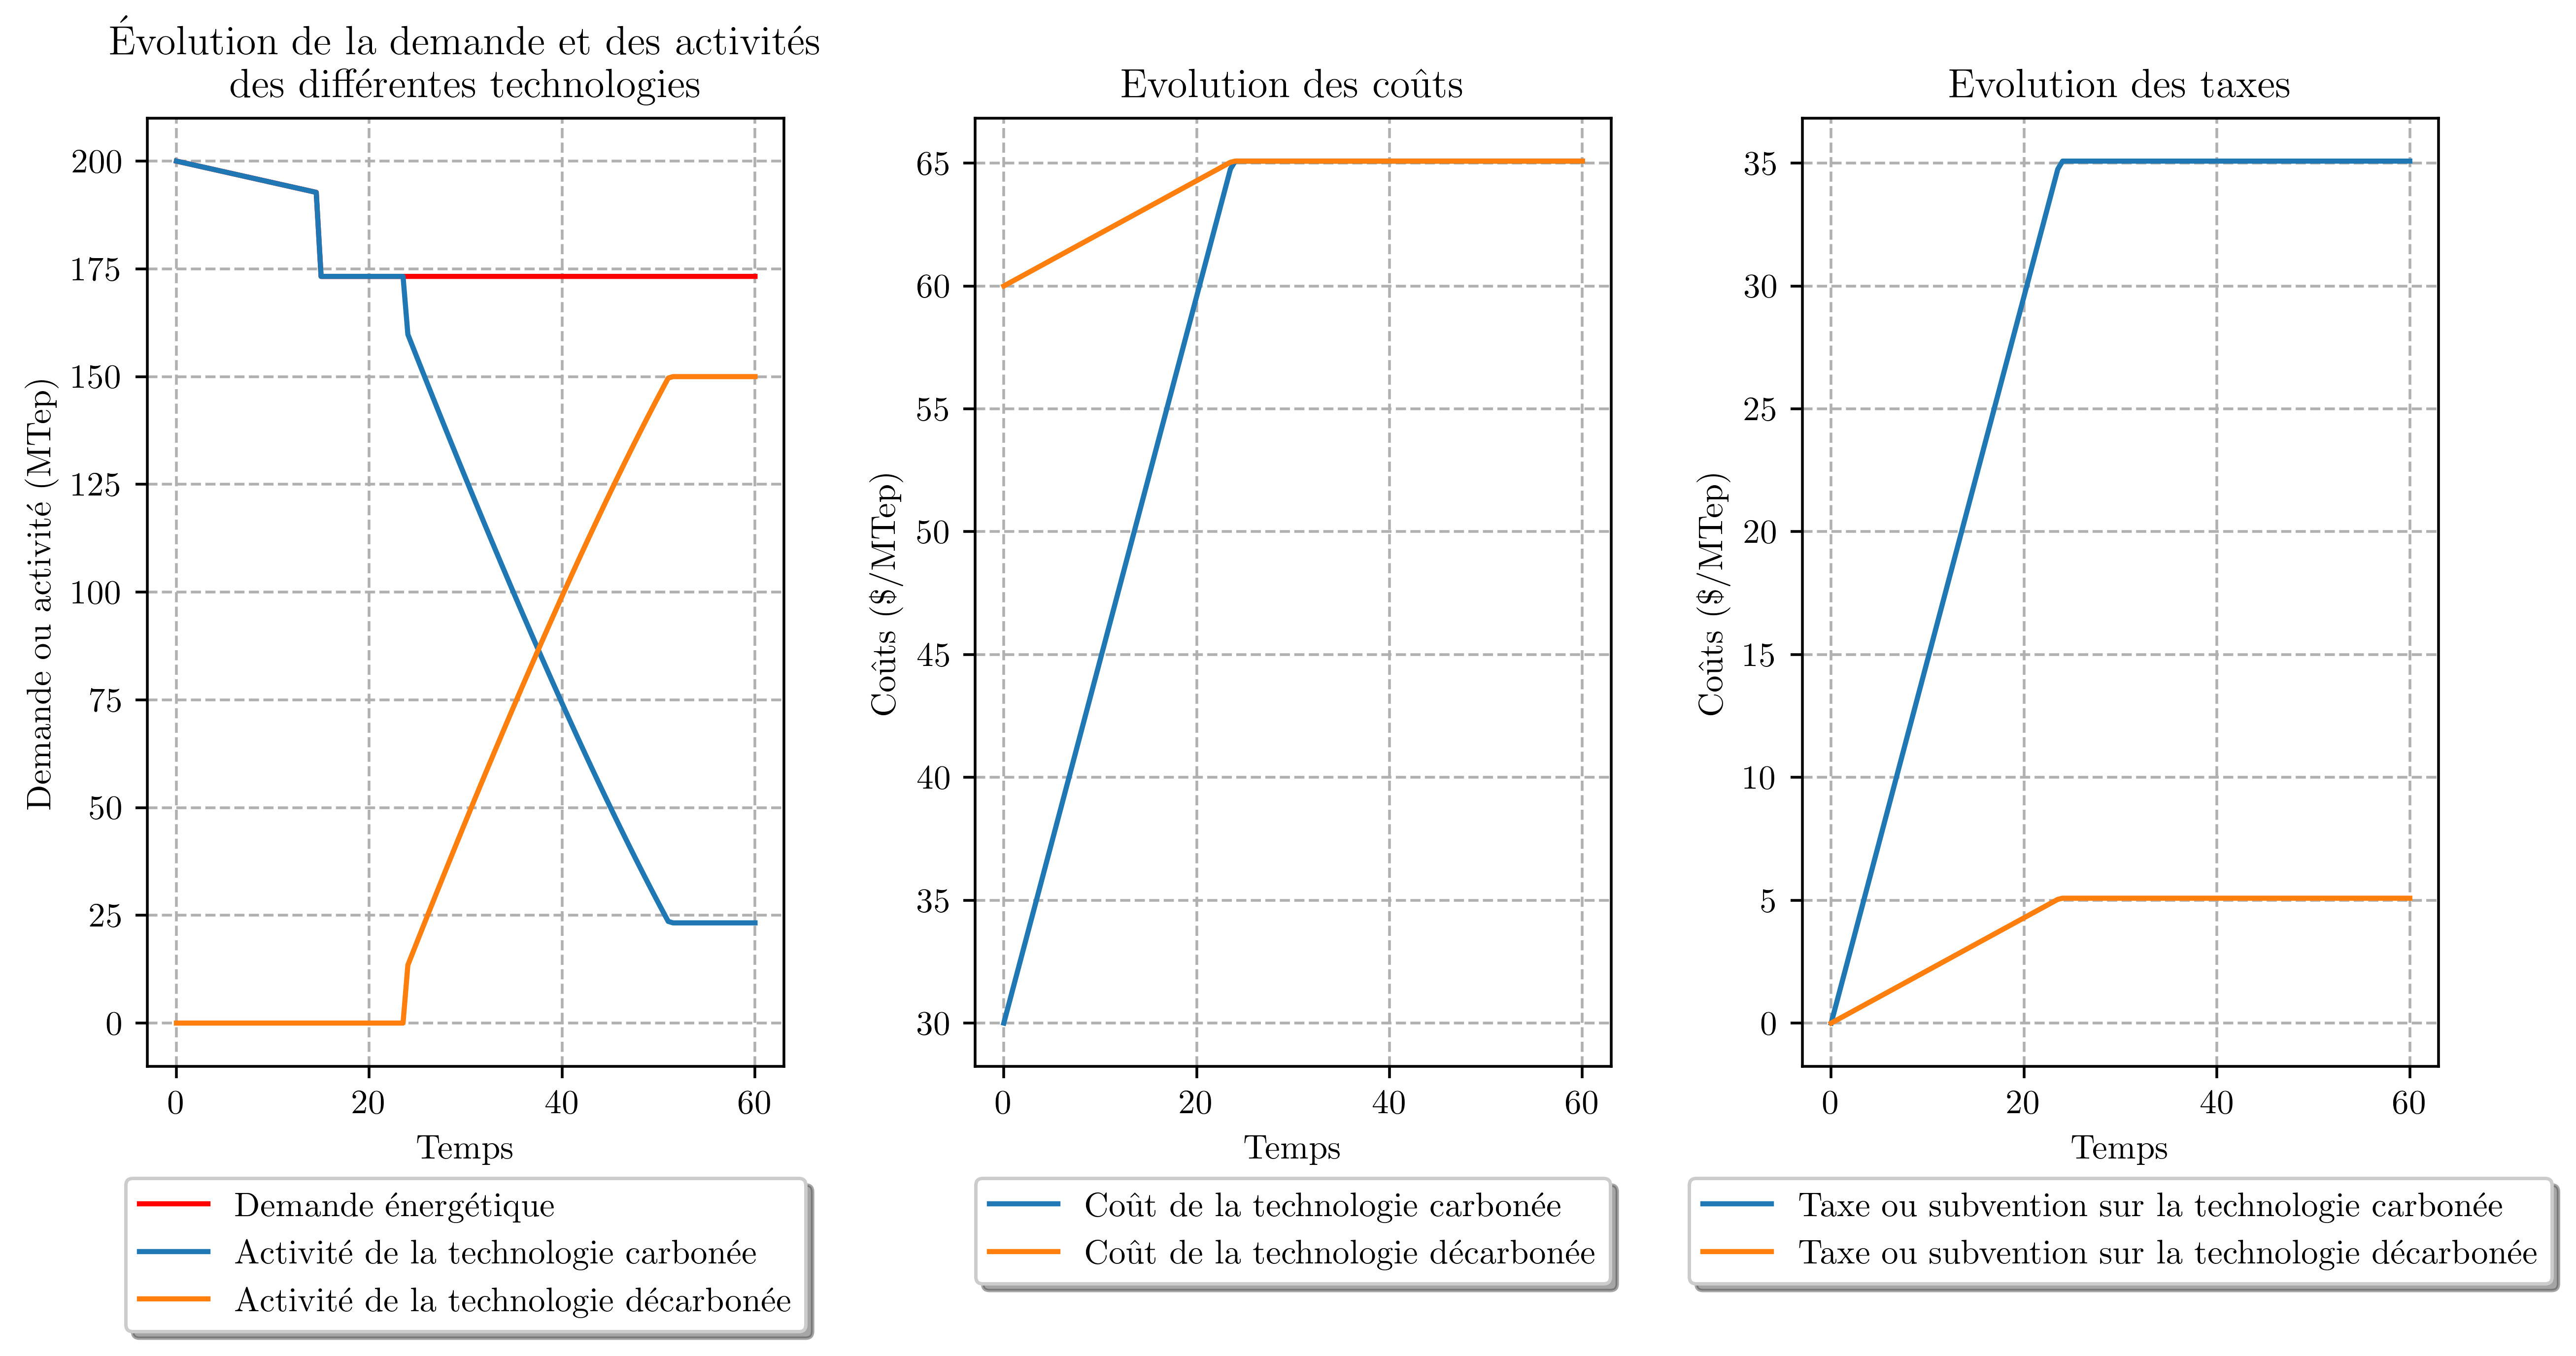 Évolution de la demande et des activités
des différentes technologies
Demande ou activité (MTep)
200
175
150
125
100
75
50
25
0
0 20 40 60
Temps
Demande énergétique
Activité de la technologie carbonée
Activité de la technologie décarbonée
Evolution des coûts
Coûts ($/MTep)
65
60
55
50
45
40
35
30
0 20 40 60
Temps
Coût de la technologie carbonée
Coût de la technologie décarbonée
Evolution des taxes
Coûts ($/MTep)
35
30
25
20
15
10
5
0
0 20 40 60
Temps
Taxe ou subvention sur la technologie carbonée
Taxe ou subvention sur la technologie décarbonée